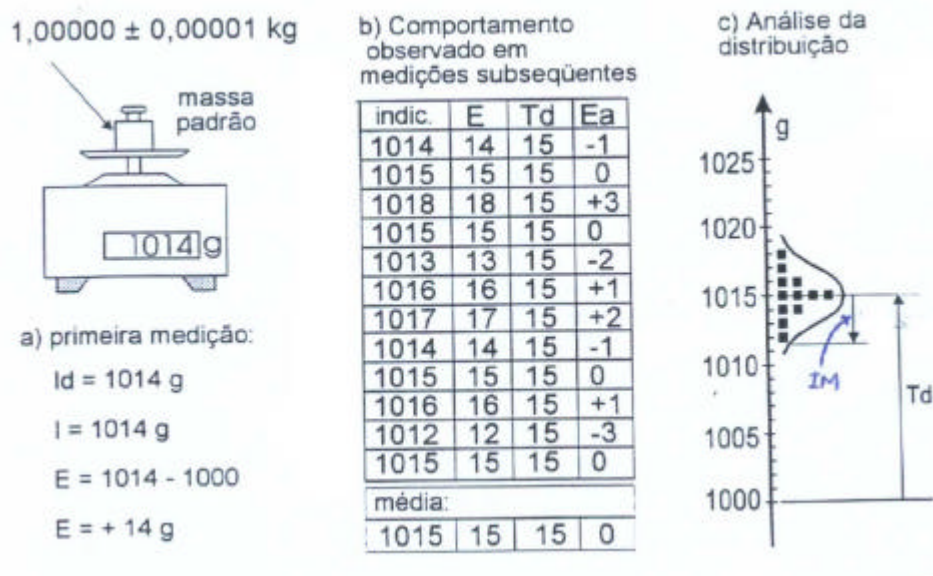 1,00000 ± 0,00001 kg
massa
padrão
1014 g
a) primeira medição:
Id = 1014 g
I = 1014 g
E = 1014 - 1000
E = + 14 g
b) Comportamento
observado em
medições subseqüentes
indic. E Td Ea
1014 14 15 -1
1015 15 15 0
1018 18 15 +3
1015 15 15 0
1013 13 15 -2
1016 16 15 +1
1017 17 15 +2
1014 14 15 -1
1015 15 15 0
1016 16 15 +1
1012 12 15 -3
1015 15 15 0
média:
1015 15 15 0
c) Análise da
distribuição
g
1025
1020
1015
1010
1005
1000
IM
Td